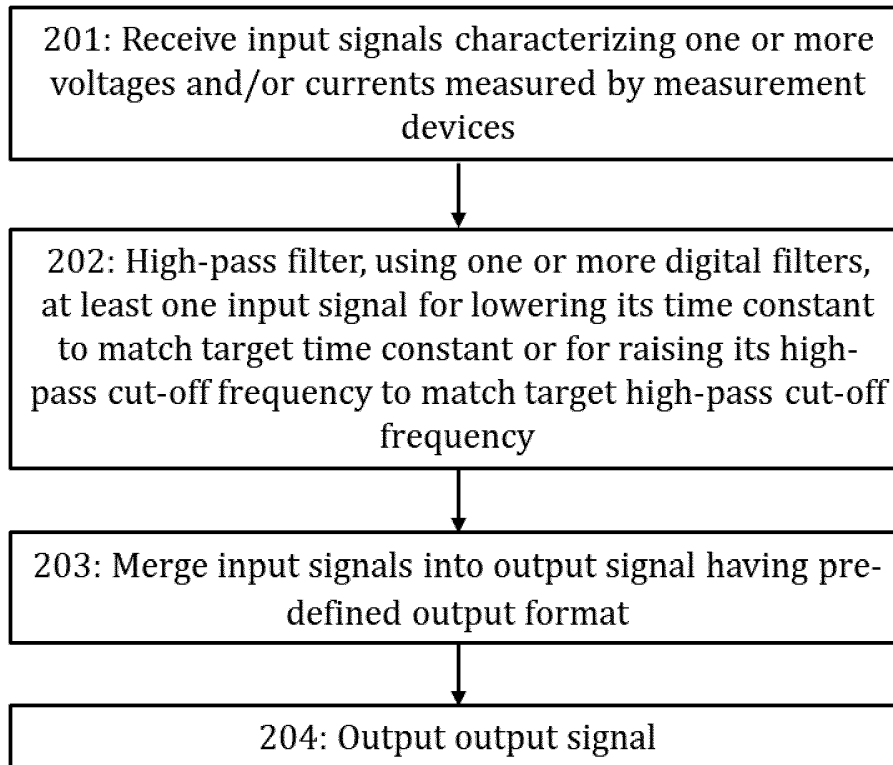 201: Receive input signals characterizing one or more
voltages and/or currents measured by measurement
devices
202: High-pass filter, using one or more digital filters,
at least one input signal for lowering its time constant
to match target time constant or for raising its high-
pass cut-off frequency to match target high-pass cut-off
frequency
203: Merge input signals into output signal having pre-
defined output format
204: Output output signal